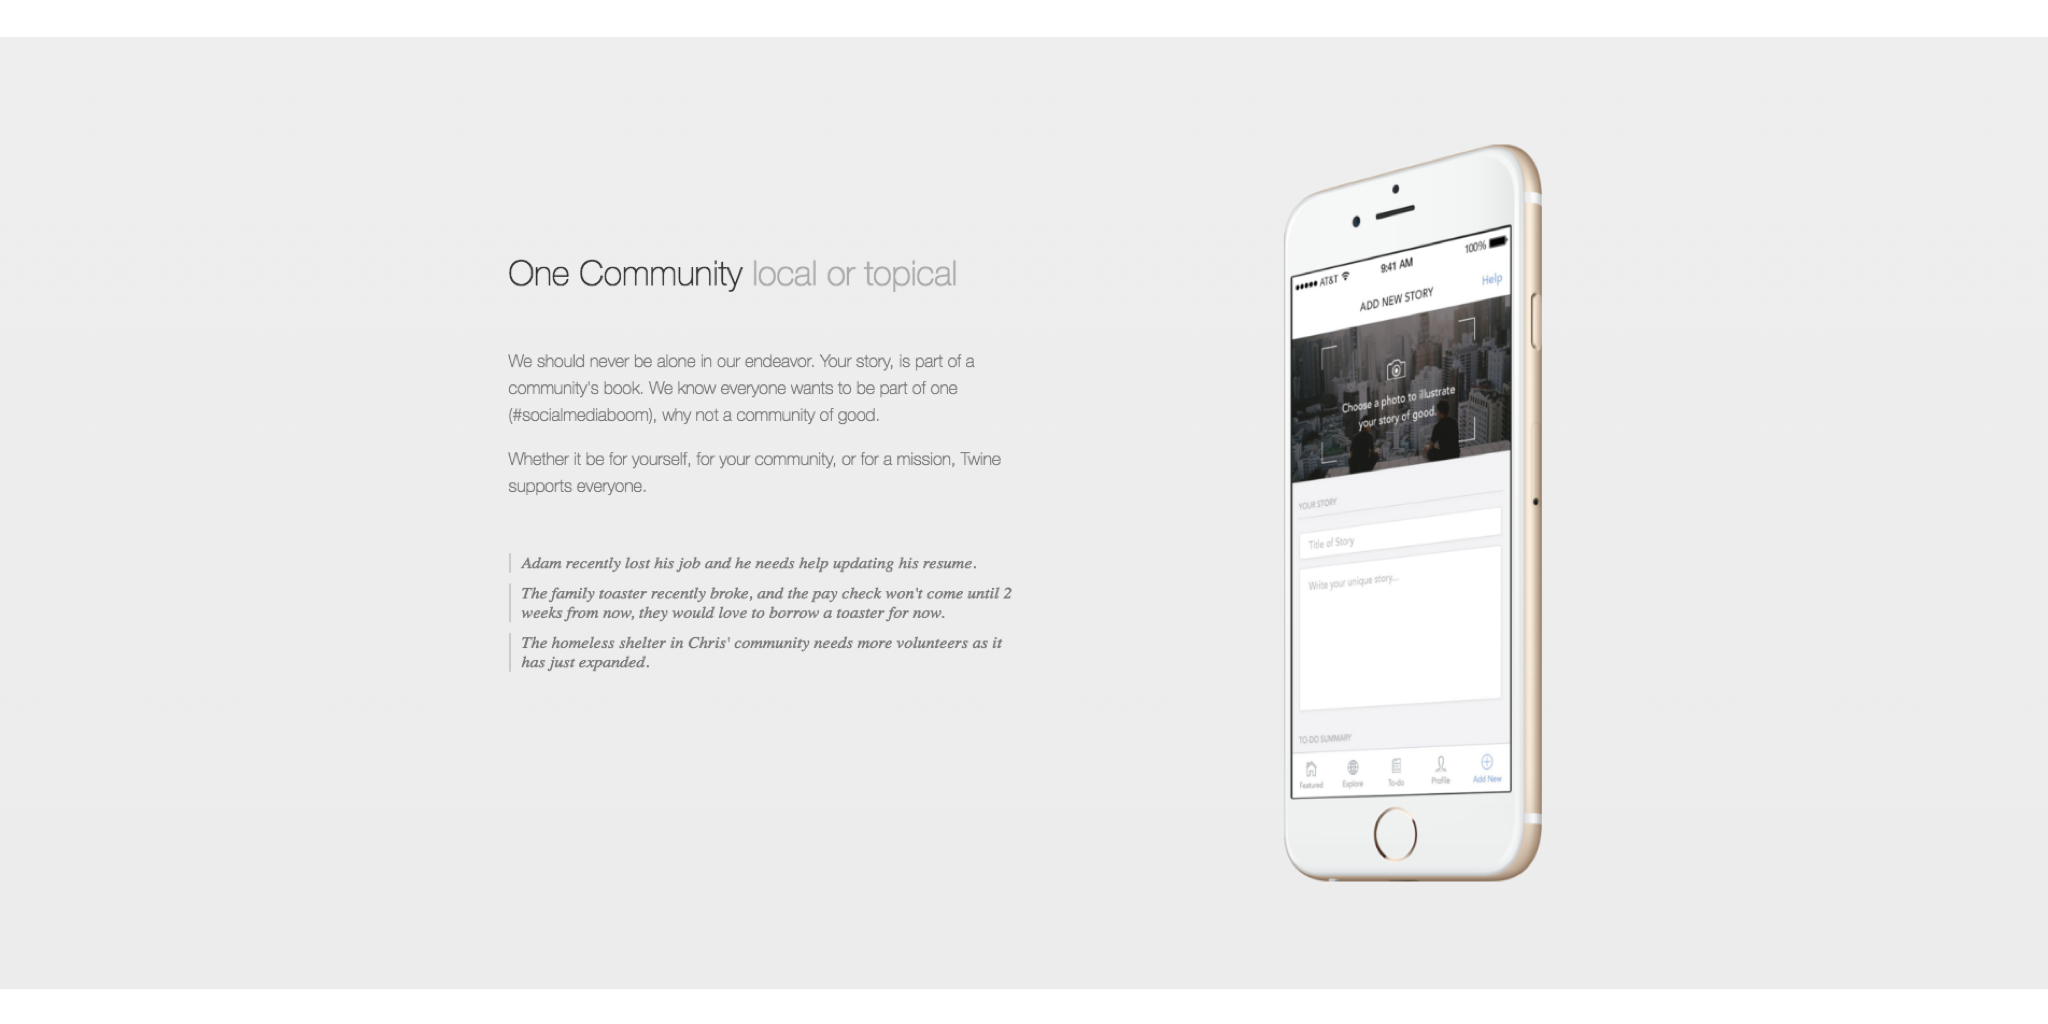 One Community local or topical
We should never be alone in our endeavor. Your story, is part of a
community's book. We know everyone wants to be part of one
(#socialmediaboom), why not a community of good.
Whether it be for yourself, for your community, or for a mission, Twine
supports everyone.
Adam recently lost his job and he needs help updating his resume.
The family toaster recently broke, and the pay check won't come until 2
weeks from now, they would love to borrow a toaster for now.
The homeless shelter in Chris' community needs more volunteers as it
has just expanded.
AT&T 9:41 AM 100%
ADD NEW STORY Help
Choose a photo to illustrate
your story of good.
YOUR STORY
Title of Story
Write your unique story...
TO-DO SUMMARY
Featured Explore To-do Profile Add New